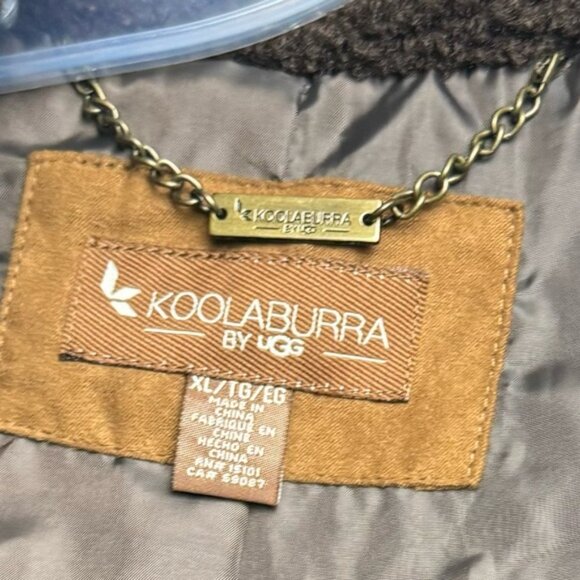 KOOLABURRA
BY UGG
KOOLABURRA
BY UGG
XL/TG/EG
MADE IN
CHINA
FABRIQUE EN
CHINE
HECHO EN
CHINA
RN# 15101
CA# 59087